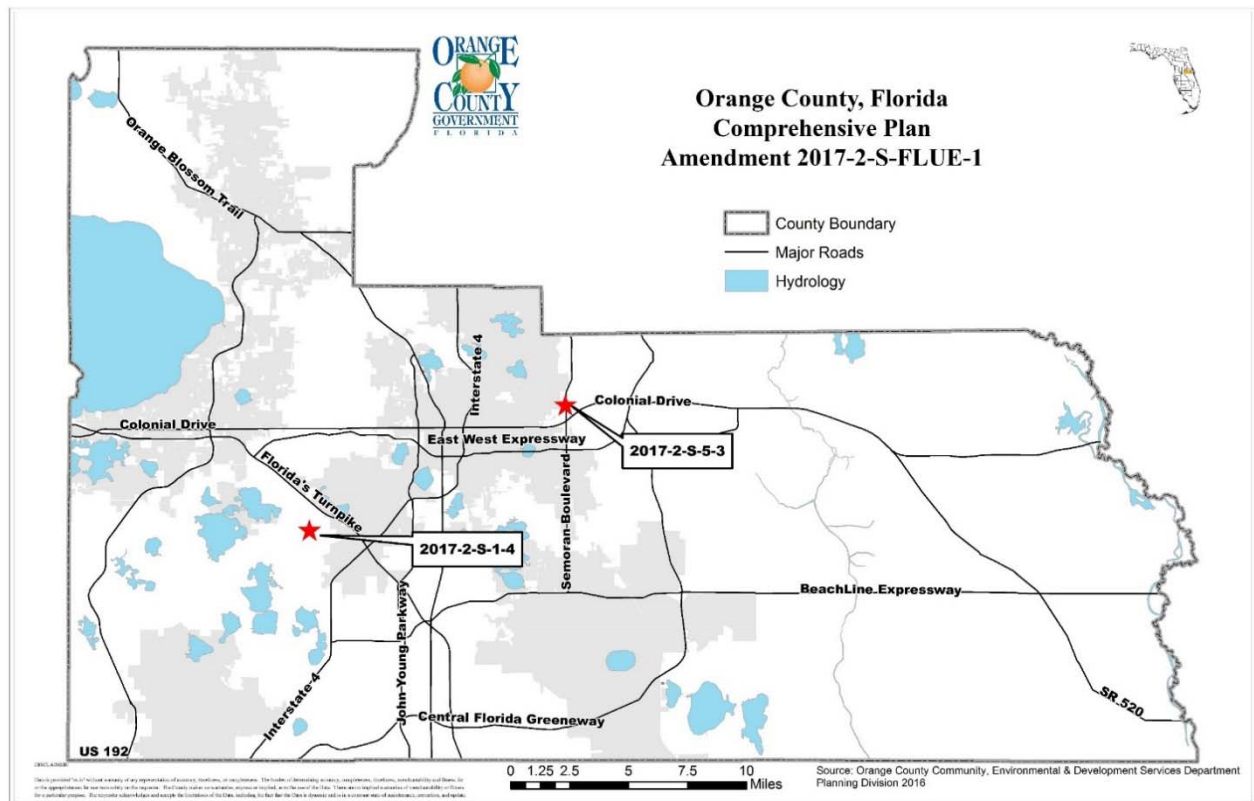 ORANGE
COUNTY
GOVERNMENT
FLORIDA
Orange County, Florida
Comprehensive Plan
Amendment 2017-2-S-FLUE-1
County Boundary
Major Roads
Hydrology
Orange Blossom Trail
Interstate 4
Colonial Drive
Colonial Drive
East West Expressway
2017-2-S-5-3
Florida's Turnpike
Semoran Boulevard
2017-2-S-1-4
BeachLine Expressway
John Young Parkway
Interstate 4
Central Florida Greeneway
SR 520
US 192
0 1.25 2.5 5 7.5 10
Miles
Source: Orange County Community, Environmental & Development Services Department
Planning Division 2016